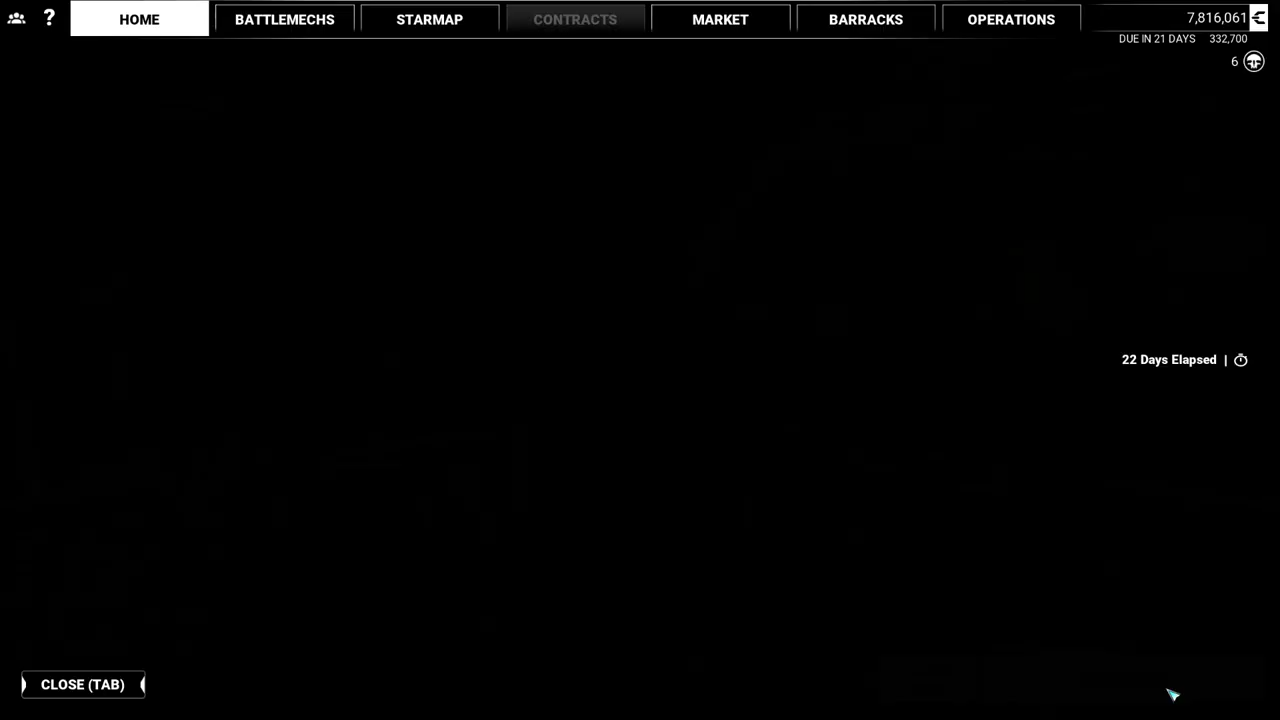 ?
HOME
BATTLEMECHS
STARMAP
CONTRACTS
MARKET
BARRACKS
OPERATIONS
7,816,061
DUE IN 21 DAYS 332,700
6
22 Days Elapsed |
CLOSE (TAB)